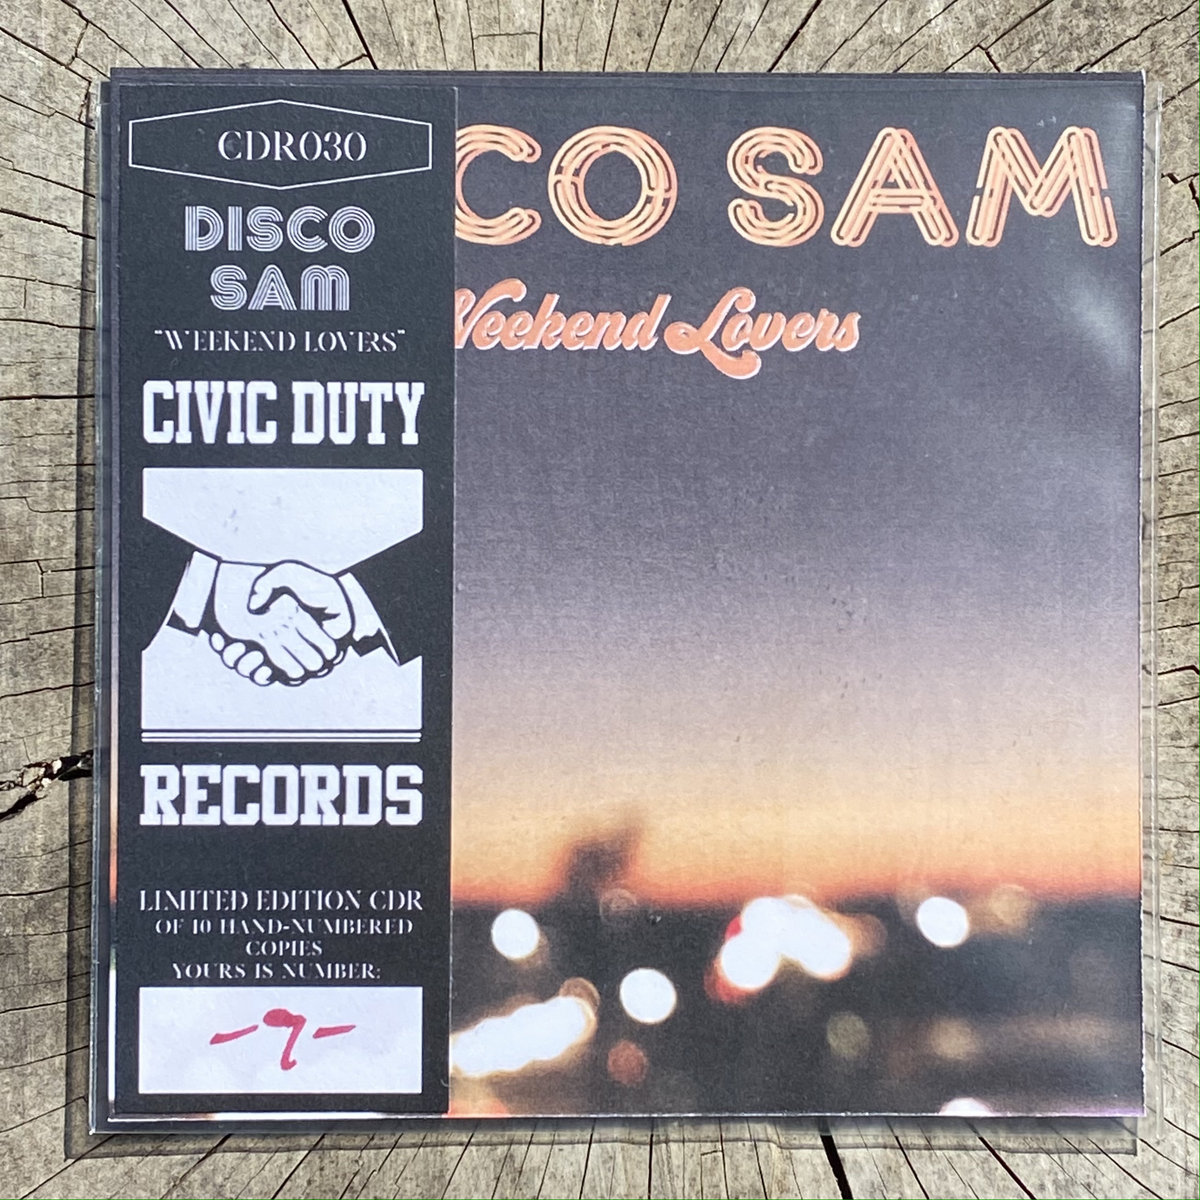 CDR030
DISCO
SAM
"WEEKEND LOVERS"
CIVIC DUTY
RECORDS
LIMITED EDITION CDR
OF 10 HAND-NUMBERED
COPIES
YOURS IS NUMBER:
-9-
CO SAM
Weekend Lovers